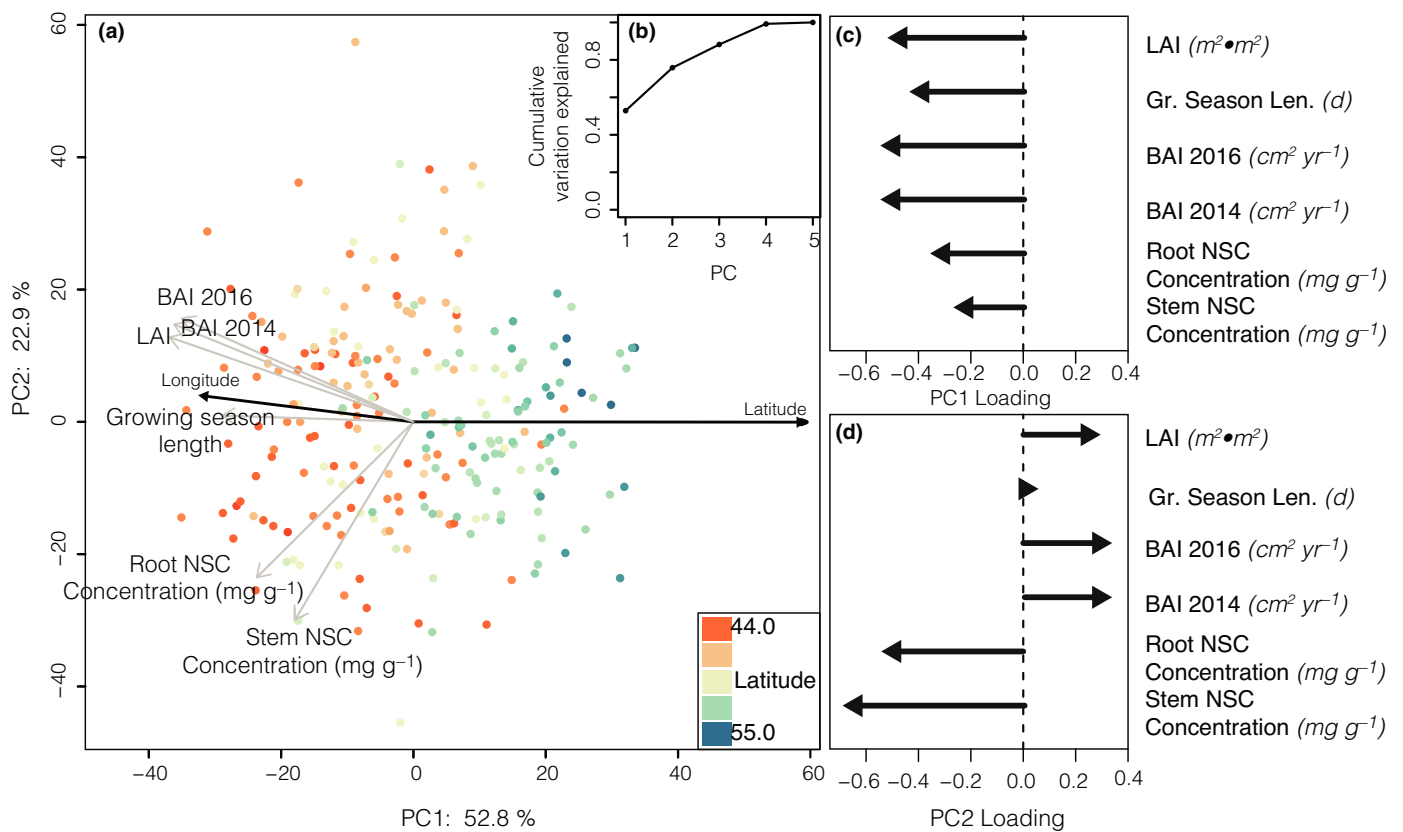 (a)
60
40
20
0
−20
−40
PC2: 22.9 %
−40
−20
0
20
40
60
PC1: 52.8 %
BAI 2016
BAI 2014
LAI
Longitude
Growing season
length
Latitude
Root NSC
Concentration (mg g⁻¹)
Stem NSC
Concentration (mg g⁻¹)
44.0
Latitude
55.0
(b)
Cumulative
variation explained
0.0
0.4
0.8
1
2
3
4
5
PC
(c)
LAI (m²•m²)
Gr. Season Len. (d)
BAI 2016 (cm² yr⁻¹)
BAI 2014 (cm² yr⁻¹)
Root NSC
Concentration (mg g⁻¹)
Stem NSC
Concentration (mg g⁻¹)
−0.6 −0.4 −0.2 0.0 0.2 0.4
PC1 Loading
(d)
LAI (m²•m²)
Gr. Season Len. (d)
BAI 2016 (cm² yr⁻¹)
BAI 2014 (cm² yr⁻¹)
Root NSC
Concentration (mg g⁻¹)
Stem NSC
Concentration (mg g⁻¹)
−0.6 −0.4 −0.2 0.0 0.2 0.4
PC2 Loading